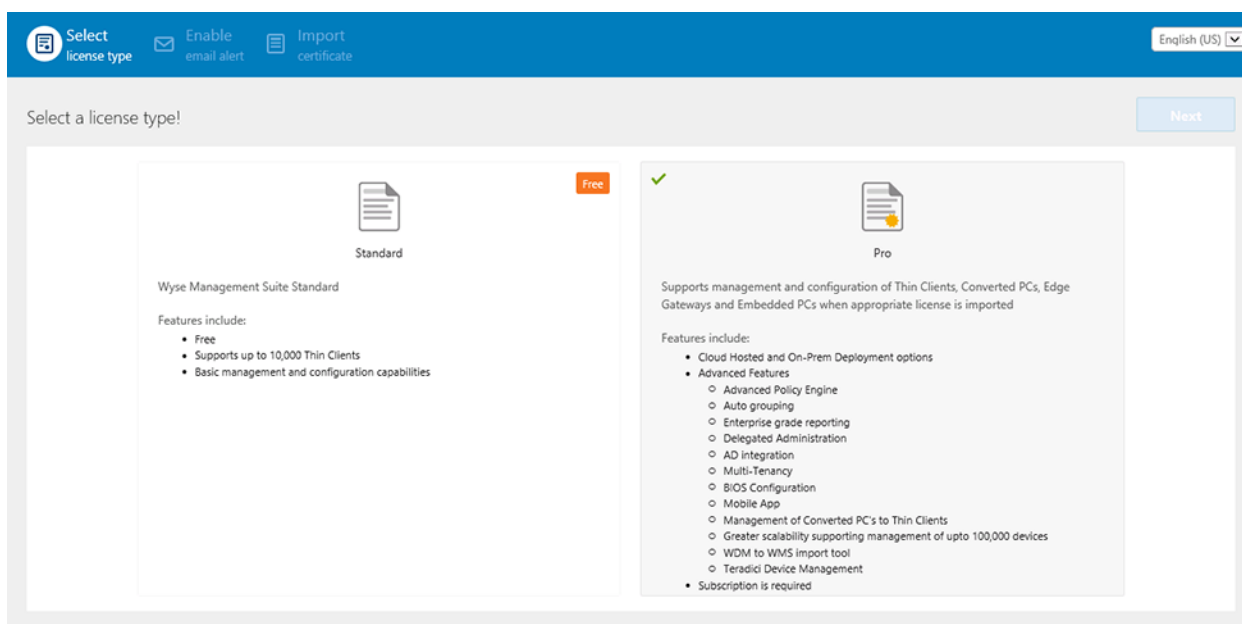 Select
license type
Enable
email alert
Import
certificate
English (US)
Select a license type!
Next
Free
Standard
Wyse Management Suite Standard
Features include:
• Free
• Supports up to 10,000 Thin Clients
• Basic management and configuration capabilities
Pro
Supports management and configuration of Thin Clients, Converted PCs, Edge
Gateways and Embedded PCs when appropriate license is imported
Features include:
• Cloud Hosted and On-Prem Deployment options
• Advanced Features
○ Advanced Policy Engine
○ Auto grouping
○ Enterprise grade reporting
○ Delegated Administration
○ AD integration
○ Multi-Tenancy
○ BIOS Configuration
○ Mobile App
○ Management of Converted PC's to Thin Clients
○ Greater scalability supporting management of upto 100,000 devices
○ WDM to WMS import tool
○ Teradici Device Management
• Subscription is required